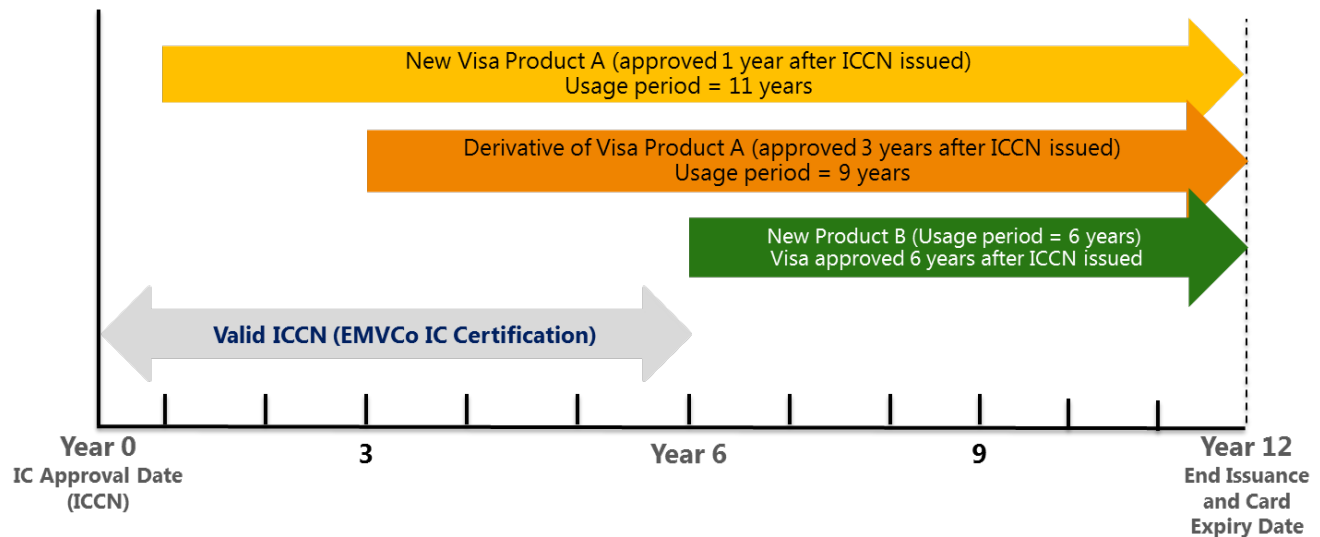 New Visa Product A (approved 1 year after ICCN issued)
Usage period = 11 years
Derivative of Visa Product A (approved 3 years after ICCN issued)
Usage period = 9 years
New Product B (Usage period = 6 years)
Visa approved 6 years after ICCN issued
Valid ICCN (EMVCo IC Certification)
Year 0
IC Approval Date
(ICCN)
3
Year 6
9
Year 12
End Issuance
and Card
Expiry Date